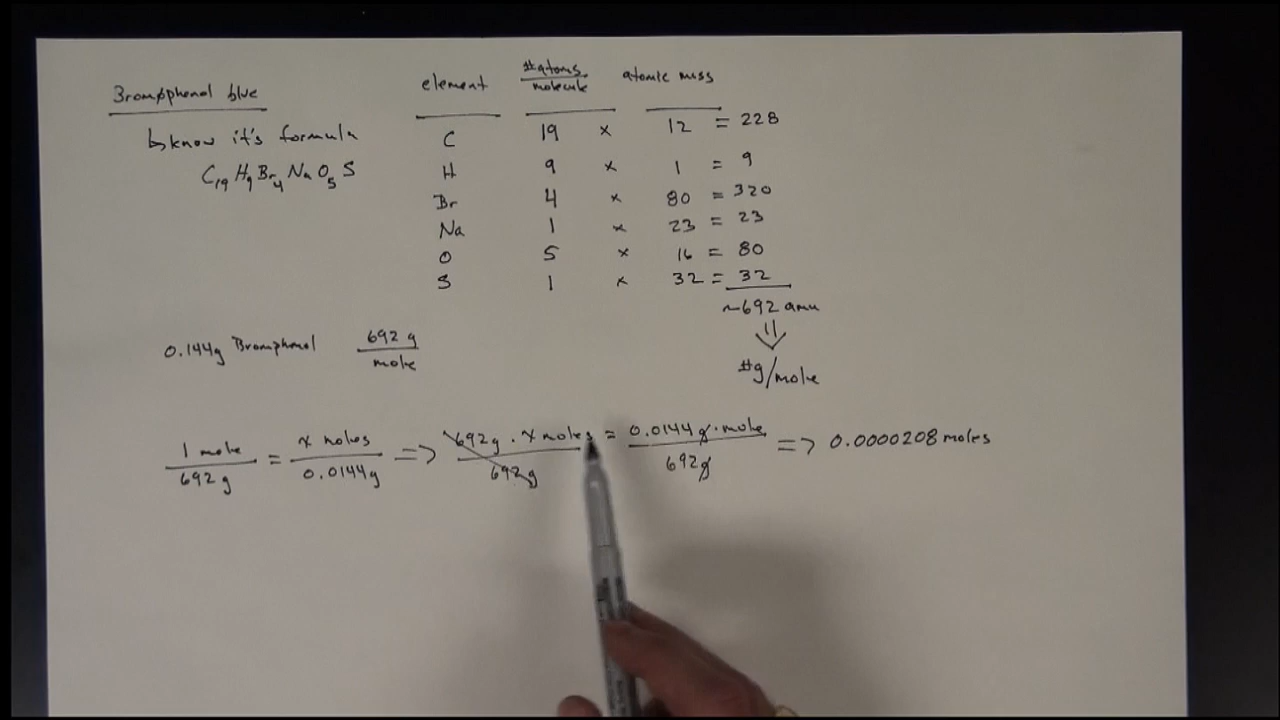 Bromophenol blue
↳ know it's formula
C19 H9 Br4 Na O5 S
element #atoms/molecule atomic mass
C 19 × 12 = 228
H 9 × 1 = 9
Br 4 × 80 = 320
Na 1 × 23 = 23
O 5 × 16 = 80
S 1 × 32 = 32
~692 amu
⇓
#g/mole
0.144g Bromphenol 692 g/mole
1 mole/692 g = x moles/0.0144g => 692g · x moles/692g = 0.0144 g · mole/692g => 0.0000208 moles